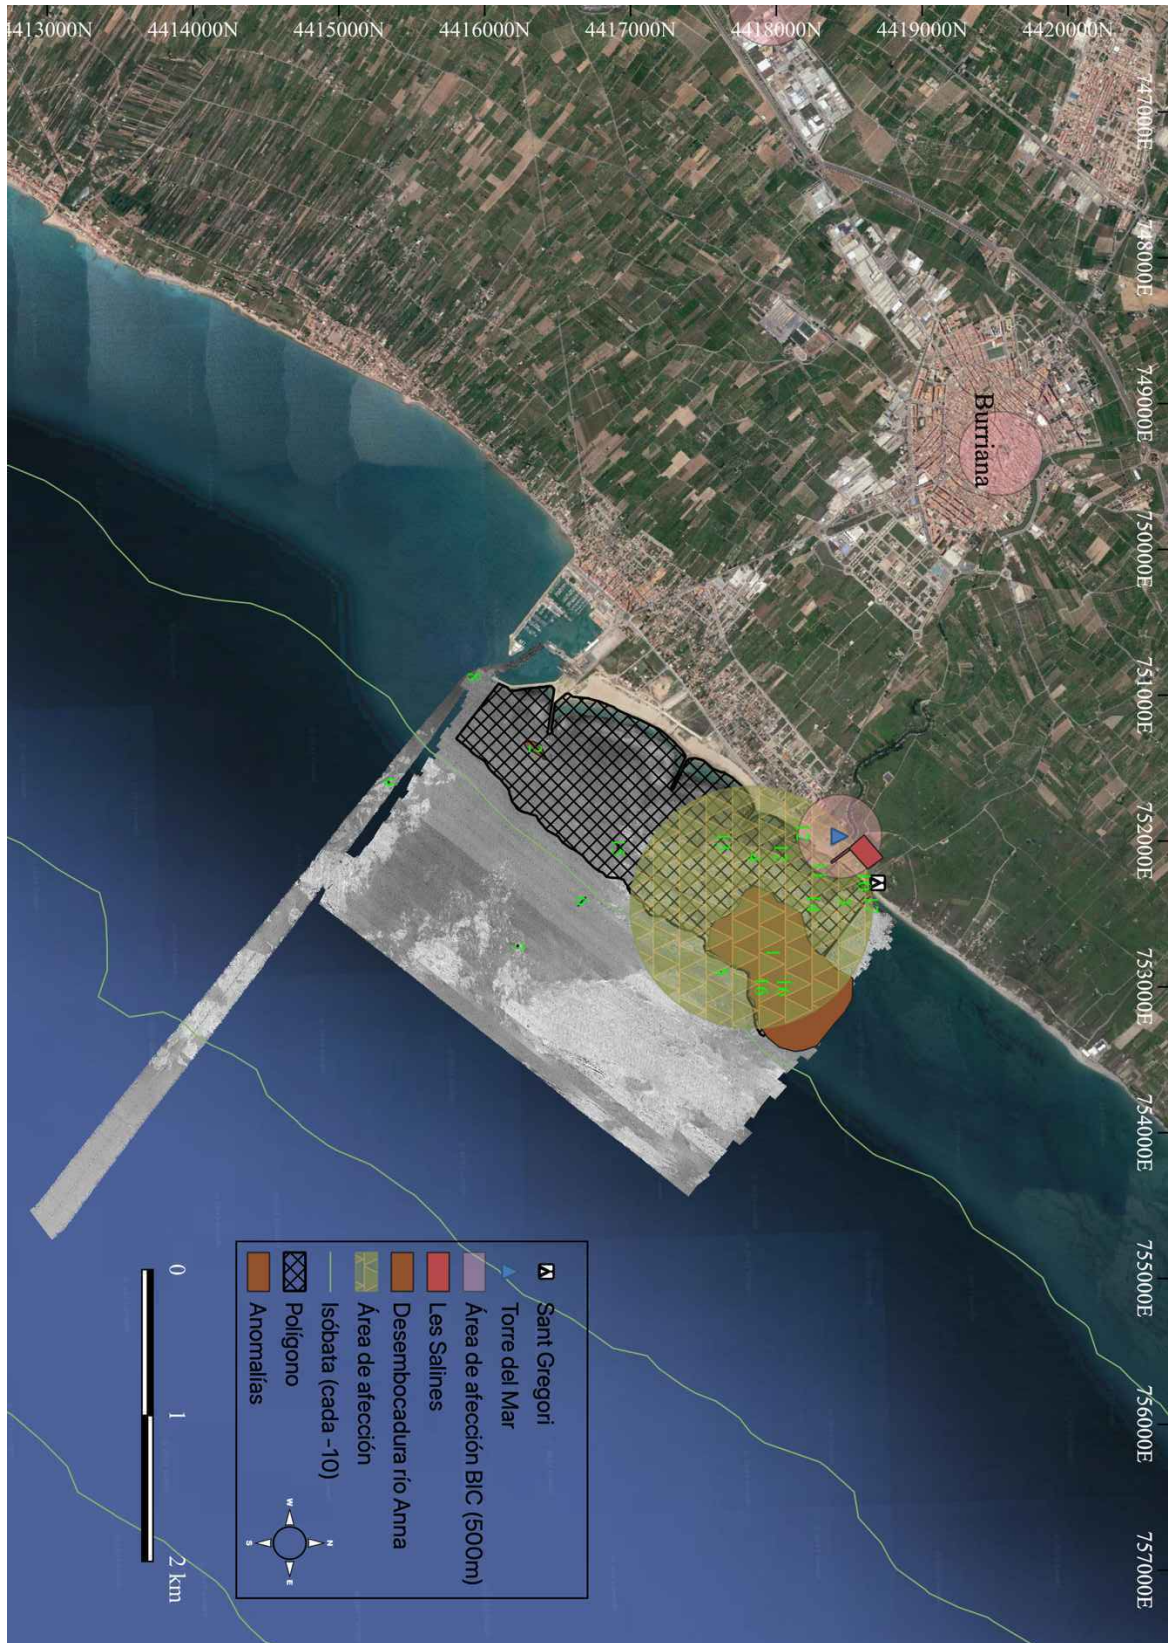 4413000N
4414000N
4415000N
4416000N
4417000N
4418000N
4419000N
4420000N
747000E
748000E
749000E
750000E
751000E
752000E
753000E
754000E
755000E
756000E
757000E
Burriana
Sant Gregori
Torre del Mar
Área de afección BIC (500m)
Les Salines
Desembocadura río Anna
Área de afección
Isóbata (cada -10)
Polígono
Anomalías
N
W
E
S
0
1
2 km